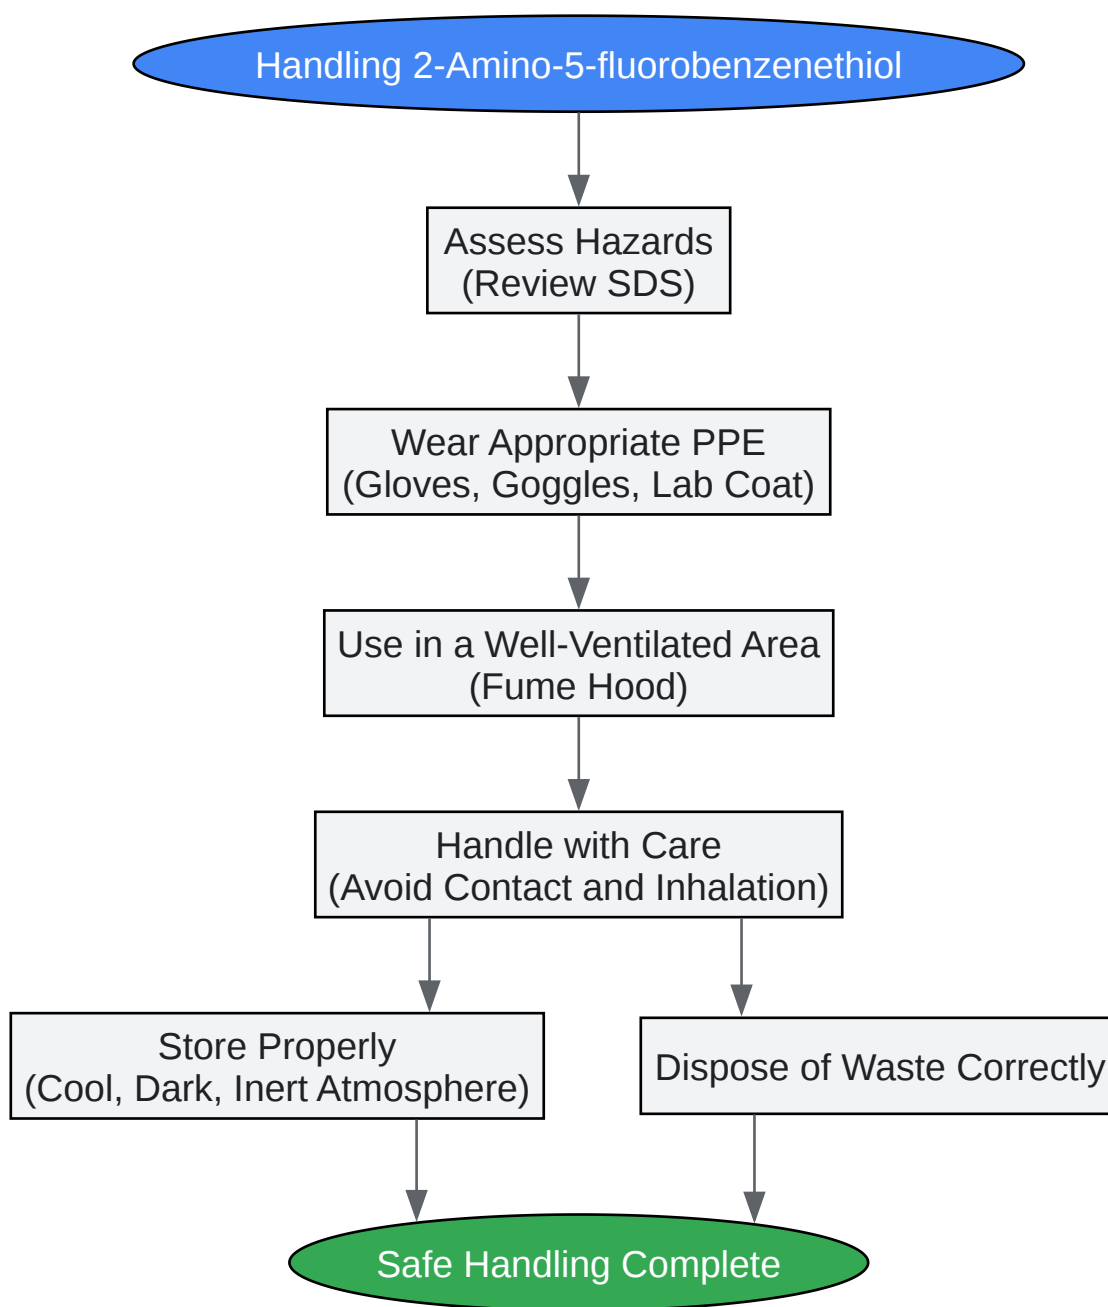 Handling 2-Amino-5-fluorobenzenethiol
Assess Hazards
(Review SDS)
Wear Appropriate PPE
(Gloves, Goggles, Lab Coat)
Use in a Well-Ventilated Area
(Fume Hood)
Handle with Care
(Avoid Contact and Inhalation)
Store Properly
(Cool, Dark, Inert Atmosphere)
Dispose of Waste Correctly
Safe Handling Complete